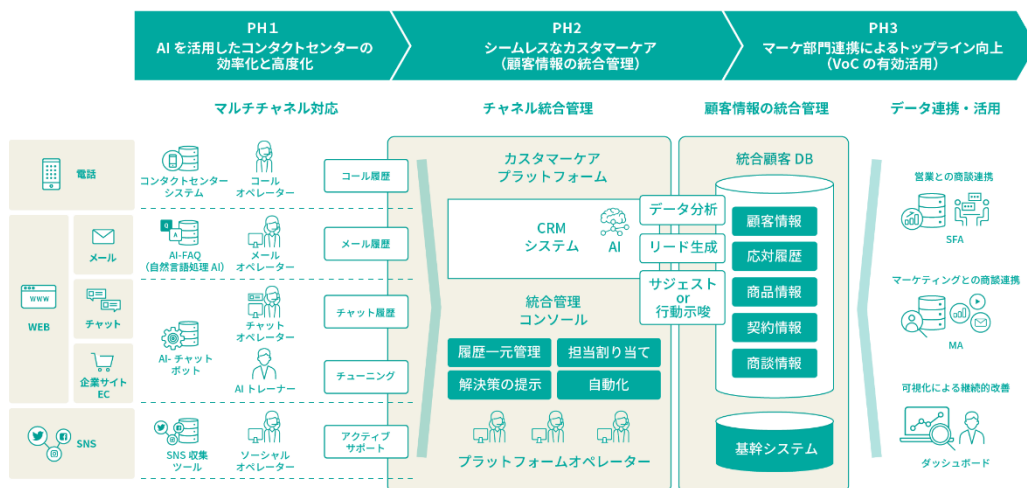 PH1
AI を活用したコンタクトセンターの
効率化と高度化
PH2
シームレスなカスタマーケア
（顧客情報の統合管理）
PH3
マーケ部門連携によるトップライン向上
（VoC の有効活用）
マルチチャネル対応
チャネル統合管理
顧客情報の統合管理
データ連携・活用
電話
コンタクトセンター
システム
コール
オペレーター
コール履歴
WWW
WEB
メール
Q
A
AI-FAQ
（自然言語処理 AI）
メール
オペレーター
メール履歴
チャット
チャット
オペレーター
チャット履歴
AI- チャット
ボット
企業サイト
EC
AI トレーナー
チューニング
SNS
SNS 収集
ツール
ソーシャル
オペレーター
アクティブ
サポート
カスタマーケア
プラットフォーム
CRM
システム
AI
データ分析
リード生成
サジェスト
or
行動示唆
統合管理
コンソール
履歴一元管理
担当割り当て
解決策の提示
自動化
プラットフォームオペレーター
統合顧客 DB
顧客情報
応対履歴
商品情報
契約情報
商談情報
基幹システム
営業との商談連携
SFA
マーケティングとの商談連携
MA
可視化による継続的改善
ダッシュボード